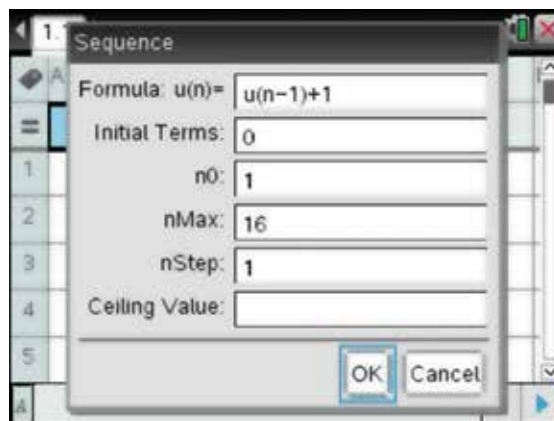 1.
Sequence
A
Formula: u(n)= u(n−1)+1
= Initial Terms: 0
1 n0: 1
2 nMax: 16
3 nStep: 1
4 Ceiling Value:
5 OK Cancel
A